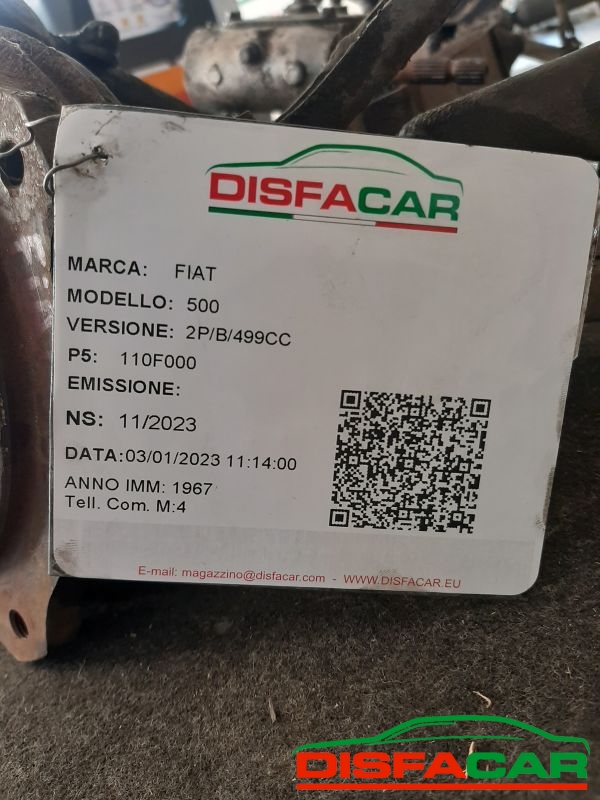 DISFACAR
MARCA: FIAT
MODELLO: 500
VERSIONE: 2P/B/499CC
P5: 110F000
EMISSIONE:
NS: 11/2023
DATA:03/01/2023 11:14:00
ANNO IMM: 1967
Tell. Com. M:4
E-mail: magazzino@disfacar.com - WWW.DISFACAR.EU
DISFACAR